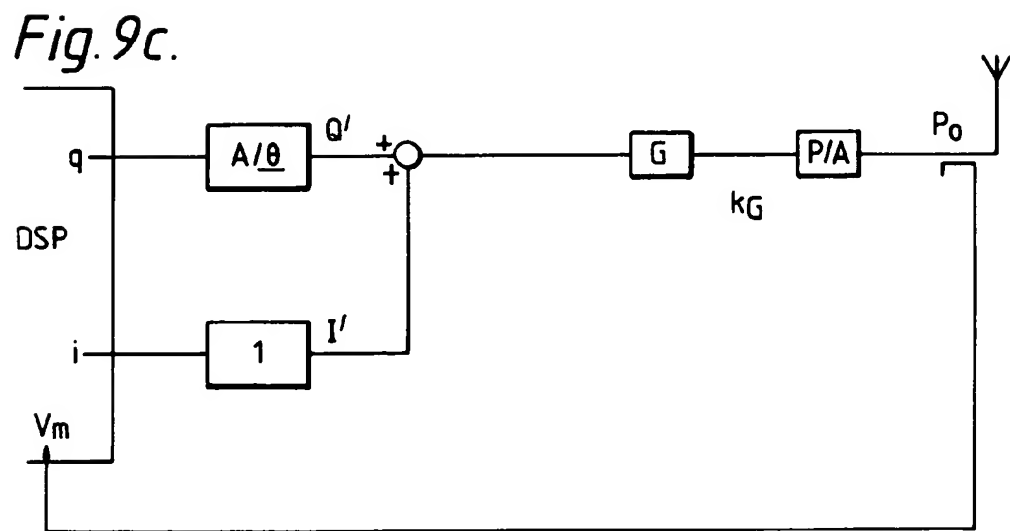 Fig. 9c.
q
A/θ
Q'
+
+
G
kG
P/A
Po
DSP
i
1
I'
Vm